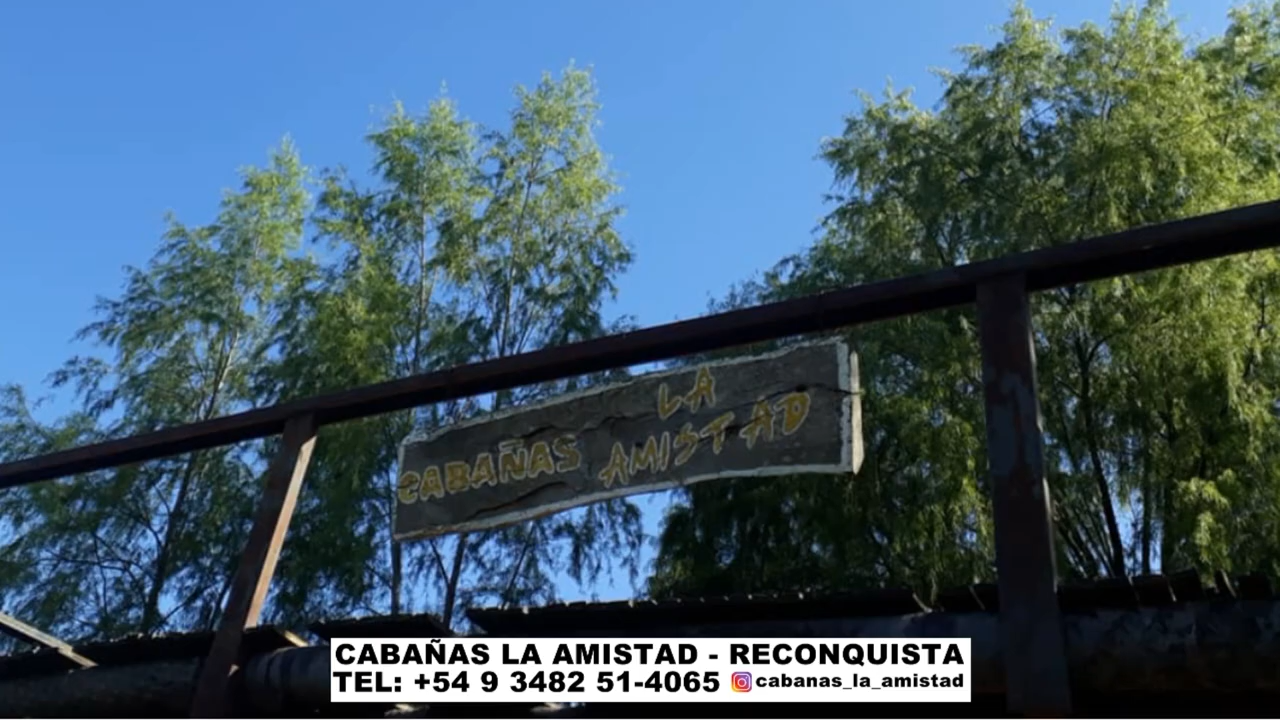 LA
CABAÑAS AMISTAD
CABAÑAS LA AMISTAD - RECONQUISTA
TEL: +54 9 3482 51-4065 cabanas_la_amistad